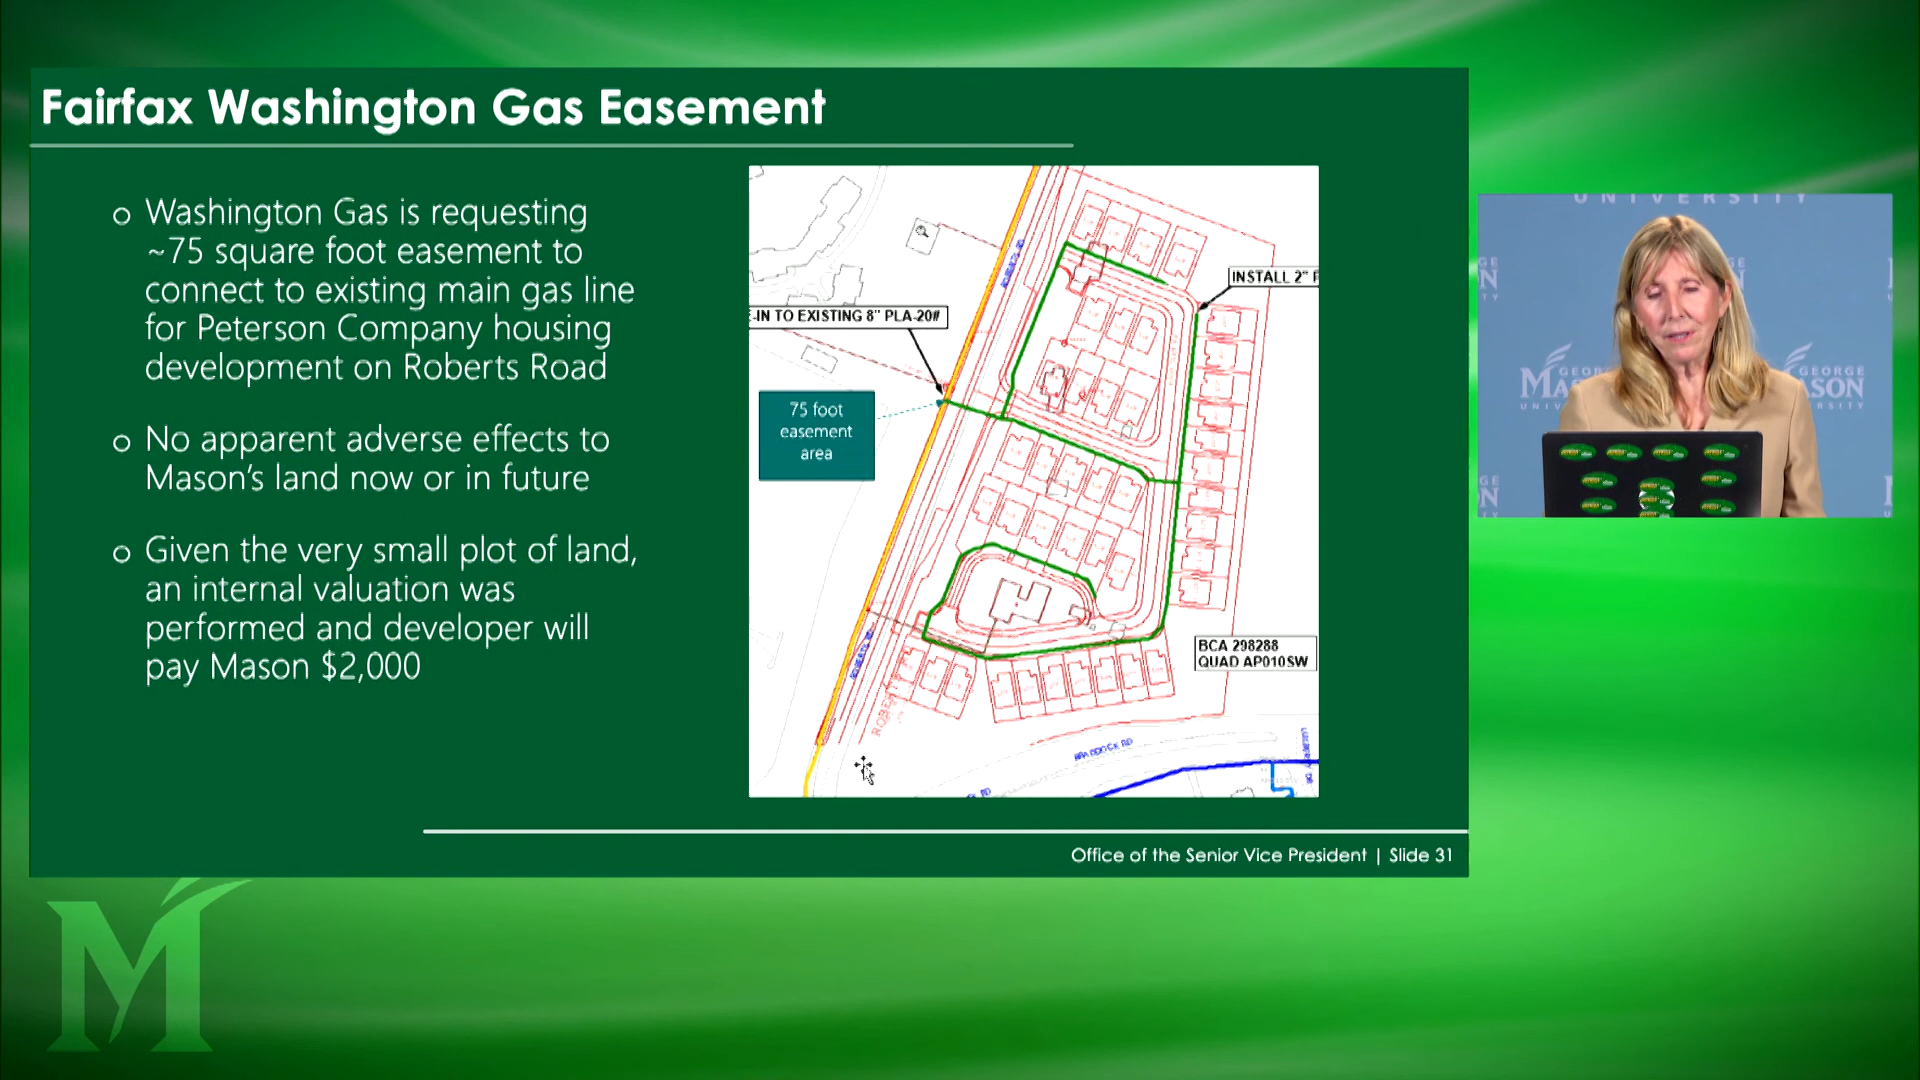 Fairfax Washington Gas Easement
o Washington Gas is requesting
~75 square foot easement to
connect to existing main gas line
for Peterson Company housing
development on Roberts Road
o No apparent adverse effects to
Mason's land now or in future
o Given the very small plot of land,
an internal valuation was
performed and developer will
pay Mason $2,000
INSTALL 2"
E-IN TO EXISTING 8" PLA-20#
75 foot
easement
area
BCA 298288
QUAD AP010SW
BRADDOCK RD
RD
Office of the Senior Vice President | Slide 31
UNIVERSITY
GEORGE
MASON
UNIVERSITY
M